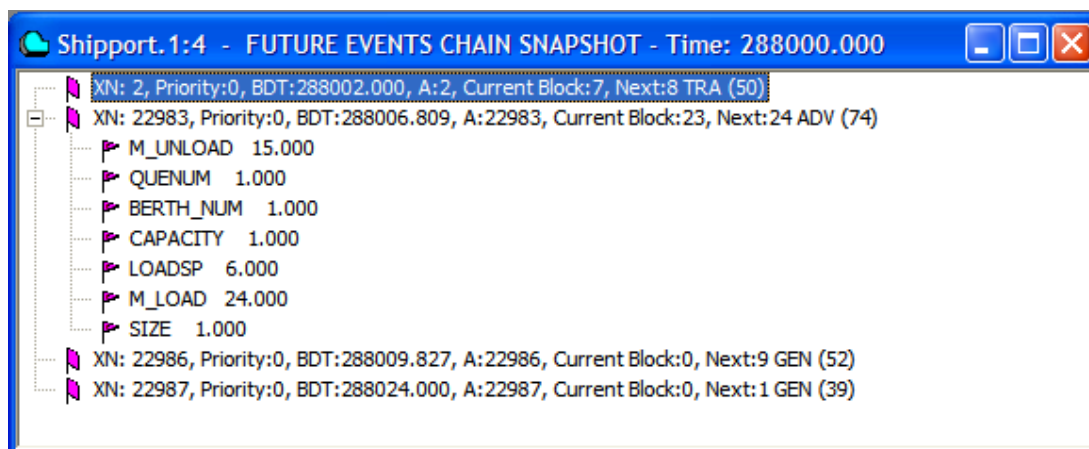 Shipport.1:4 - FUTURE EVENTS CHAIN SNAPSHOT - Time: 288000.000
XN: 2, Priority:0, BDT:288002.000, A:2, Current Block:7, Next:8 TRA (50)
XN: 22983, Priority:0, BDT:288006.809, A:22983, Current Block:23, Next:24 ADV (74)
M_UNLOAD 15.000
QUENUM 1.000
BERTH_NUM 1.000
CAPACITY 1.000
LOADSP 6.000
M_LOAD 24.000
SIZE 1.000
XN: 22986, Priority:0, BDT:288009.827, A:22986, Current Block:0, Next:9 GEN (52)
XN: 22987, Priority:0, BDT:288024.000, A:22987, Current Block:0, Next:1 GEN (39)